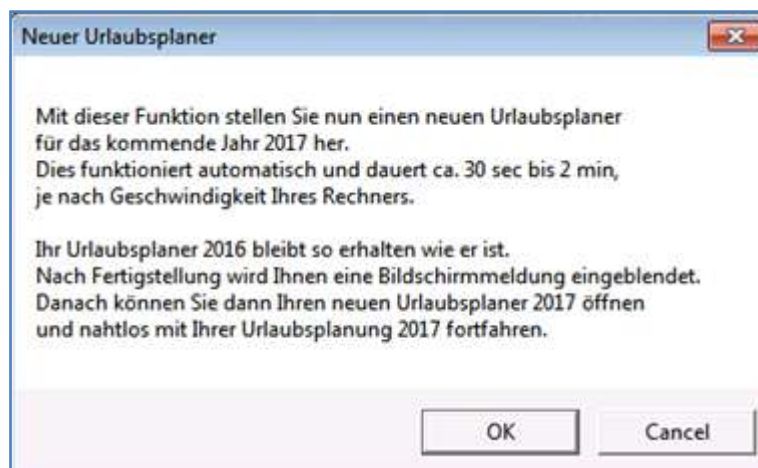 Neuer Urlaubsplaner
Mit dieser Funktion stellen Sie nun einen neuen Urlaubsplaner
für das kommende Jahr 2017 her.
Dies funktioniert automatisch und dauert ca. 30 sec bis 2 min,
je nach Geschwindigkeit Ihres Rechners.
Ihr Urlaubsplaner 2016 bleibt so erhalten wie er ist.
Nach Fertigstellung wird Ihnen eine Bildschirmmeldung eingeblendet.
Danach können Sie dann Ihren neuen Urlaubsplaner 2017 öffnen
und nahtlos mit Ihrer Urlaubsplanung 2017 fortfahren.
OK Cancel